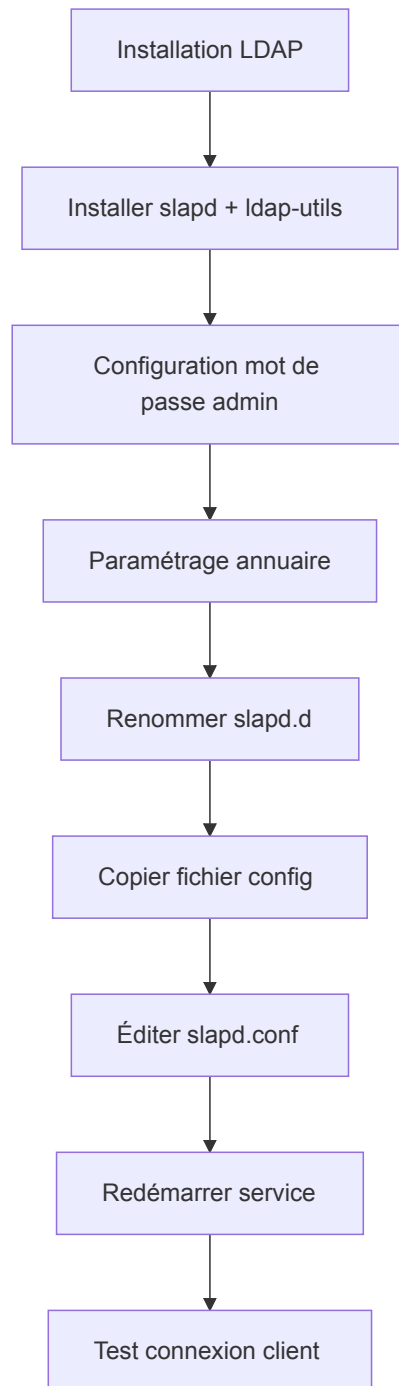 Installation LDAP
Installer slapd + ldap-utils
Configuration mot de
passe admin
Paramétrage annuaire
Renommer slapd.d
Copier fichier config
Éditer slapd.conf
Redémarrer service
Test connexion client